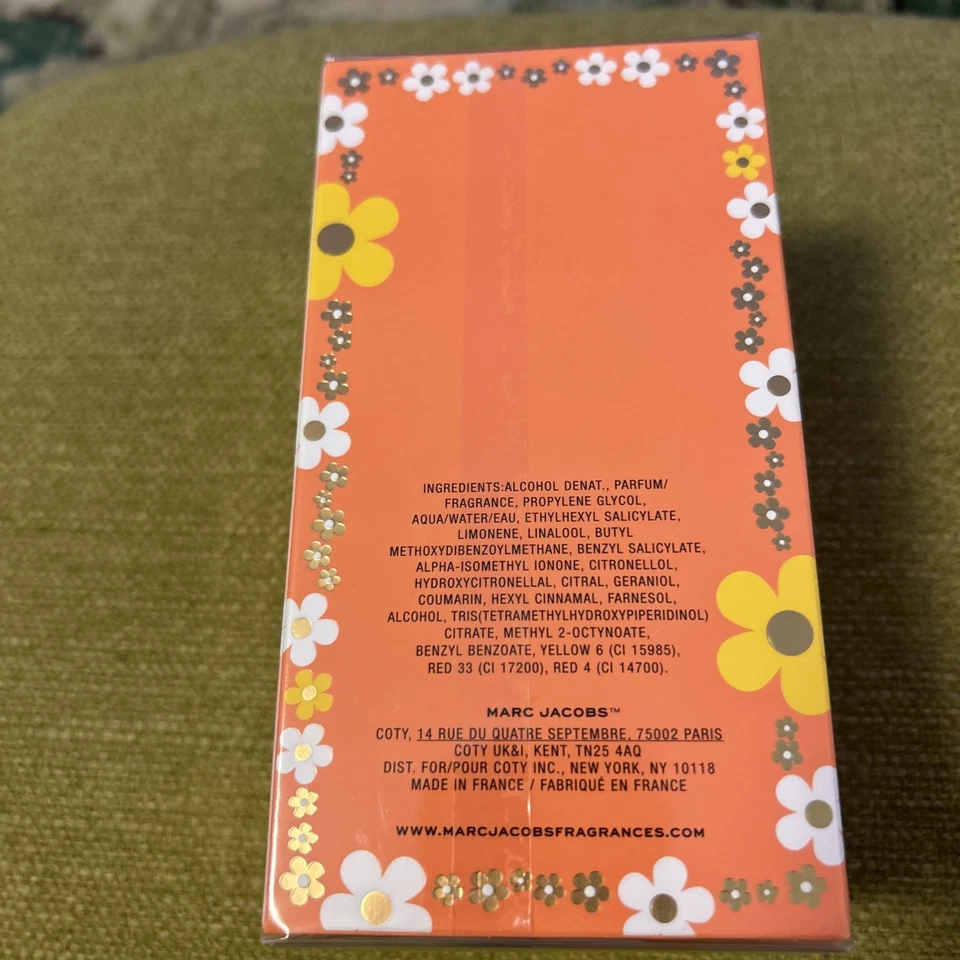 INGREDIENTS:ALCOHOL DENAT., PARFUM/
FRAGRANCE, PROPYLENE GLYCOL,
AQUA/WATER/EAU, ETHYLHEXYL SALICYLATE,
LIMONENE, LINALOOL, BUTYL
METHOXYDIBENZOYLMETHANE, BENZYL SALICYLATE,
ALPHA-ISOMETHYL IONONE, CITRONELLOL,
HYDROXYCITRONELLAL, CITRAL, GERANIOL,
COUMARIN, HEXYL CINNAMAL, FARNESOL,
ALCOHOL, TRIS(TETRAMETHYLHYDROXYPIPERIDINOL)
CITRATE, METHYL 2-OCTYNOATE,
BENZYL BENZOATE, YELLOW 6 (CI 15985),
RED 33 (CI 17200), RED 4 (CI 14700).
MARC JACOBS™
COTY, 14 RUE DU QUATRE SEPTEMBRE, 75002 PARIS
COTY UK&I, KENT, TN25 4AQ
DIST. FOR/POUR COTY INC., NEW YORK, NY 10118
MADE IN FRANCE / FABRIQUÉ EN FRANCE
WWW.MARCJACOBSFRAGRANCES.COM